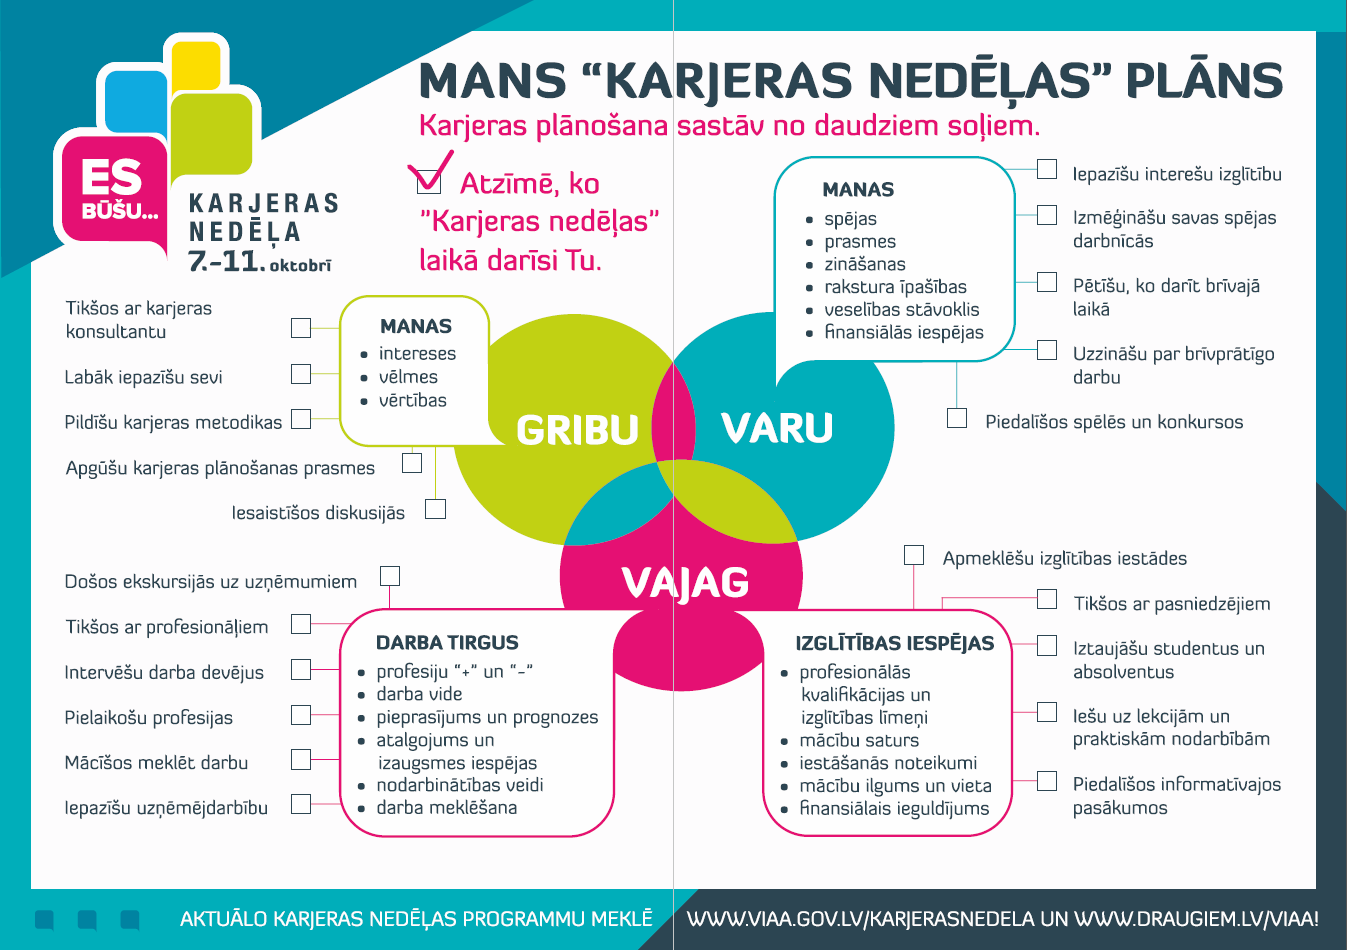 MANS “KARJERAS NEDĒĻAS” PLĀNS
Karjeras plānošana sastāv no daudziem soļiem.
Atzīmē, ko
”Karjeras nedēļas”
laikā darīsi Tu.
ES
BŪŠU...
KARJERAS
NEDĒĻA
7.-11. oktobrī
Tikšos ar karjeras
konsultantu
Labāk iepazīšu sevi
Pildīšu karjeras metodikas
Apgūšu karjeras plānošanas prasmes
Iesaistīšos diskusijās
MANAS
• intereses
• vēlmes
• vērtības
GRIBU
MANAS
• spējas
• prasmes
• zināšanas
• rakstura īpašības
• veselības stāvoklis
• finansiālās iespējas
VARU
Iepazīšu interešu izglītību
Izmēģināšu savas spējas
darbnīcās
Pētīšu, ko darīt brīvajā
laikā
Uzzināšu par brīvprātīgo
darbu
Piedalīšos spēlēs un konkursos
VAJAG
Došos ekskursijās uz uzņēmumiem
Tikšos ar profesionāļiem
Intervēšu darba devējus
Pielaikošu profesijas
Mācīšos meklēt darbu
Iepazīšu uzņēmējdarbību
DARBA TIRGUS
• profesiju “+” un “-”
• darba vide
• pieprasījums un prognozes
• atalgojums un
izaugsmes iespējas
• nodarbinātības veidi
• darba meklēšana
IZGLĪTĪBAS IESPĒJAS
• profesionālās
kvalifikācijas un
izglītības līmeņi
• mācību saturs
• iestāšanās noteikumi
• mācību ilgums un vieta
• finansiālais ieguldījums
Apmeklēšu izglītības iestādes
Tikšos ar pasniedzējiem
Iztaujāšu studentus un
absolventus
Iešu uz lekcijām un
praktiskām nodarbībām
Piedalīšos informatīvajos
pasākumos
AKTUĀLO KARJERAS NEDĒĻAS PROGRAMMU MEKLĒ WWW.VIAA.GOV.LV/KARJERASNEDELA UN WWW.DRAUGIEM.LV/VIAA!